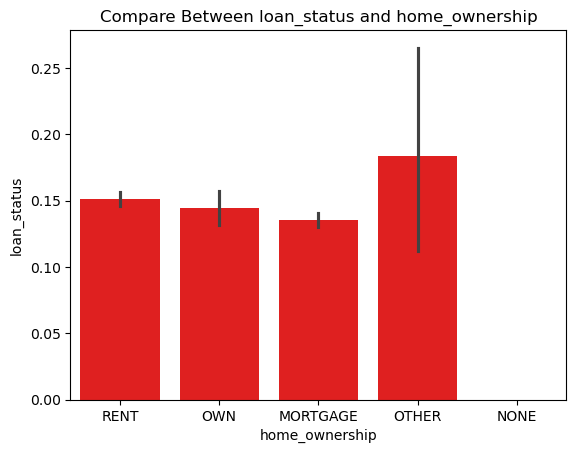 Compare Between loan_status and home_ownership
loan_status
0.25
0.20
0.15
0.10
0.05
0.00
RENT OWN MORTGAGE OTHER NONE
home_ownership